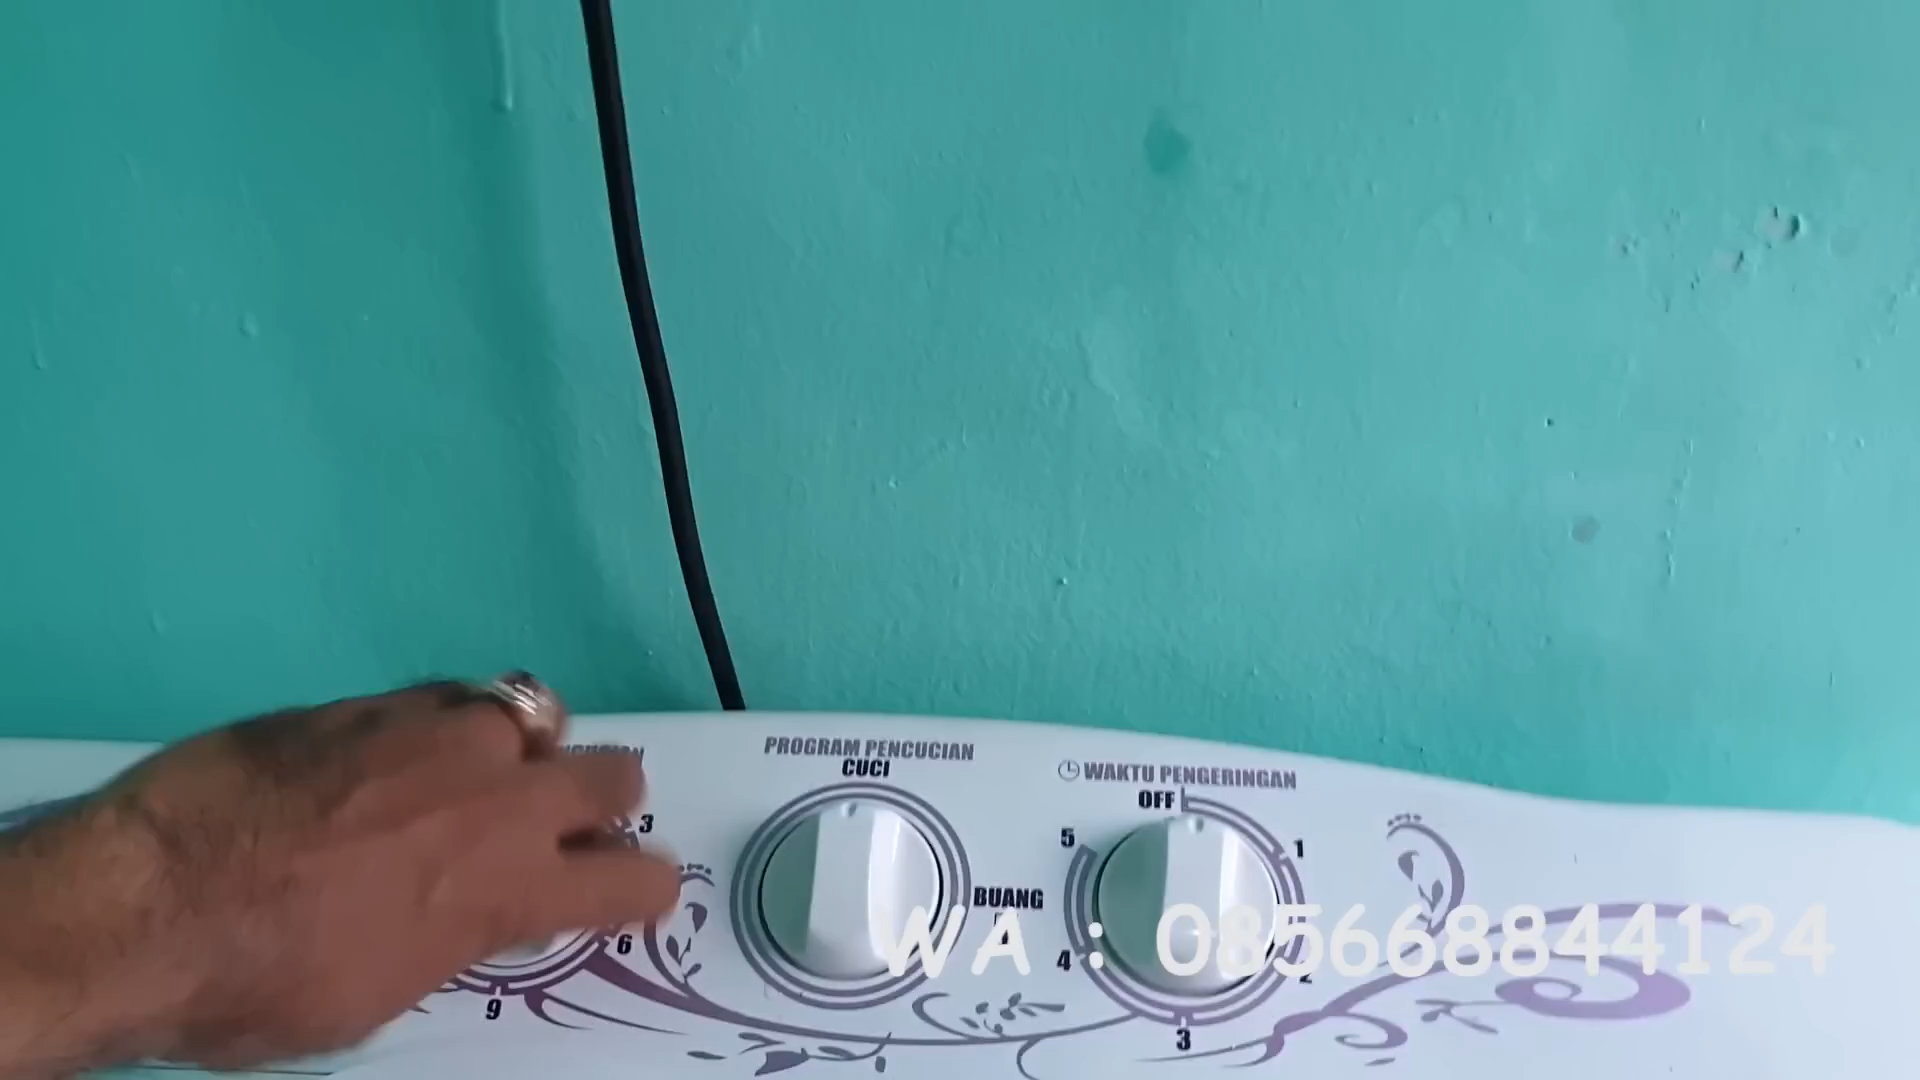 PROGRAM PENCUCIAN
CUCI
BUANG
WAKTU PENGERINGAN
OFF
1
2
3
4
5
3
6
9
WA : 085668844124